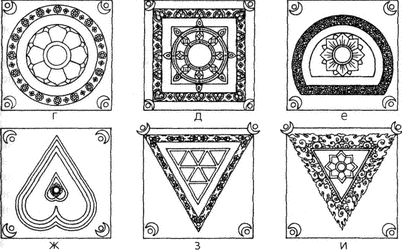 г д е
ж з и